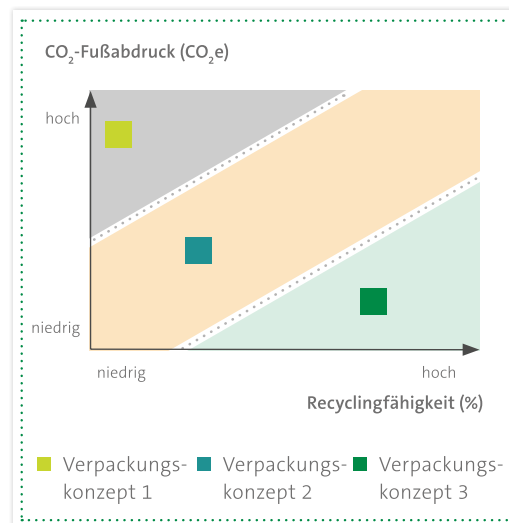 CO₂-Fußabdruck (CO₂e)
hoch
niedrig
niedrig hoch
Recyclingfähigkeit (%)
Verpackungs- Verpackungs- Verpackungs-
konzept 1 konzept 2 konzept 3